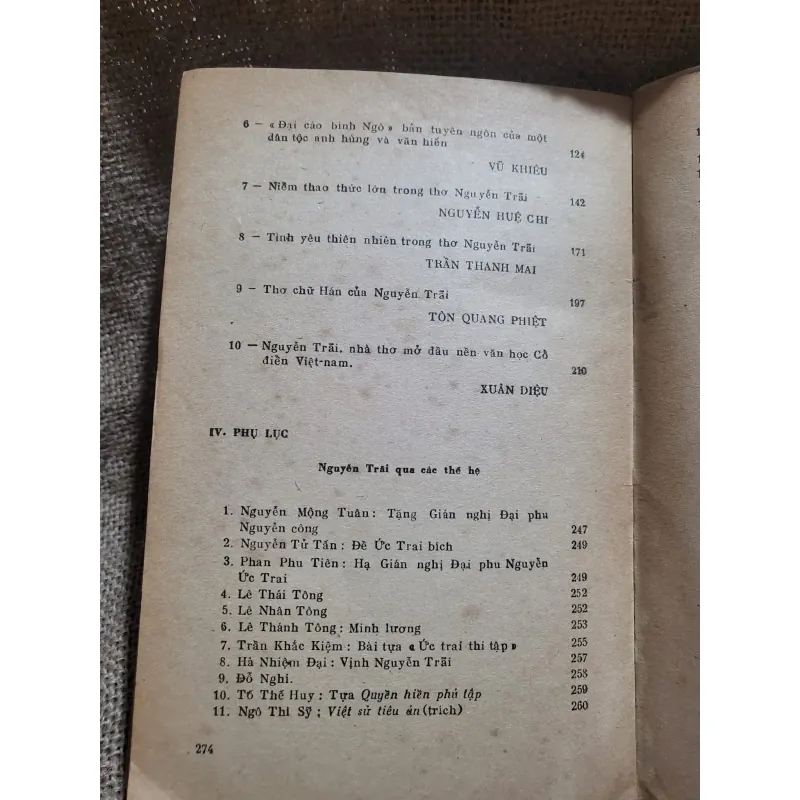 6 — «Đại cáo bình Ngô» bản tuyên ngôn của một
dân tộc anh hùng và văn hiến
124
VŨ KHIÊU
7 — Niềm thao thức lớn trong thơ Nguyễn Trãi
142
NGUYỄN HUỆ CHI
8 — Tình yêu thiên nhiên trong thơ Nguyễn Trãi
171
TRẦN THANH MAI
9 — Thơ chữ Hán của Nguyễn Trãi
197
TÔN QUANG PHIỆT
10 — Nguyễn Trãi, nhà thơ mở đầu nền văn học Cổ
điển Việt-nam.
210
XUÂN DIỆU
IV. PHỤ LỤC
Nguyễn Trãi qua các thế hệ
1. Nguyễn Mộng Tuân : Tặng Gián nghị Đại phu
Nguyễn công 247
2. Nguyễn Tử Tấn : Đề Ức Trai bích 249
3. Phan Phu Tiên : Hạ Gián nghị Đại phu Nguyễn
Ức Trai 249
4. Lê Thái Tông 252
5. Lê Nhân Tông 252
6. Lê Thánh Tông : Minh lương 253
7. Trần Khắc Kiệm : Bài tựa «Ức trai thi tập» 255
8. Hà Nhiệm Đại : Vịnh Nguyễn Trãi 257
9. Đỗ Nghi. 258
10. Tô Thế Huy : Tựa Quyền hiền phủ tập 259
11. Ngô Thì Sỹ ; Việt sử tiêu án (trích) 260
274